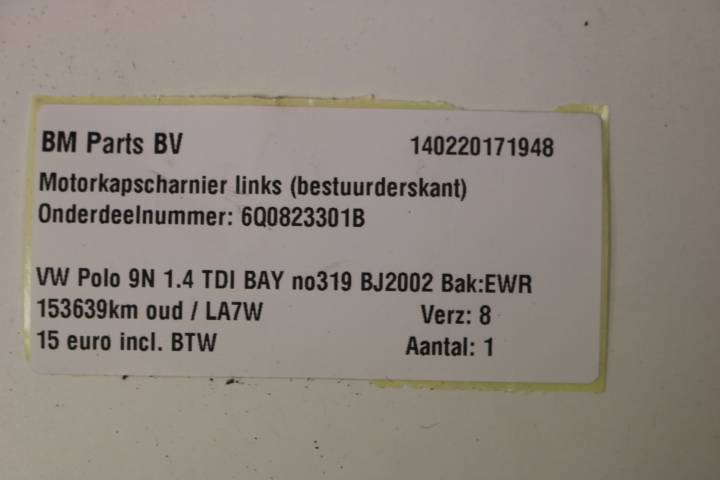 BM Parts BV 140220171948
Motorkapscharnier links (bestuurderskant)
Onderdeelnummer: 6Q0823301B
VW Polo 9N 1.4 TDI BAY no319 BJ2002 Bak:EWR
153639km oud / LA7W Verz: 8
15 euro incl. BTW Aantal: 1